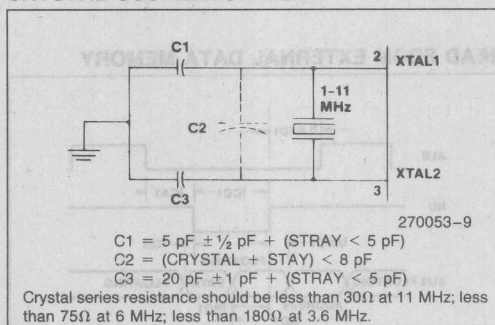 C1
2
XTAL1
1-11
MHz
C2
XTAL2
3
C3
270053-9
C1 = 5 pF ± ½ pF + (STRAY < 5 pF)
C2 = (CRYSTAL + STAY) < 8 pF
C3 = 20 pF ± 1 pF + (STRAY < 5 pF)
Crystal series resistance should be less than 30Ω at 11 MHz; less
than 75Ω at 6 MHz; less than 180Ω at 3.6 MHz.